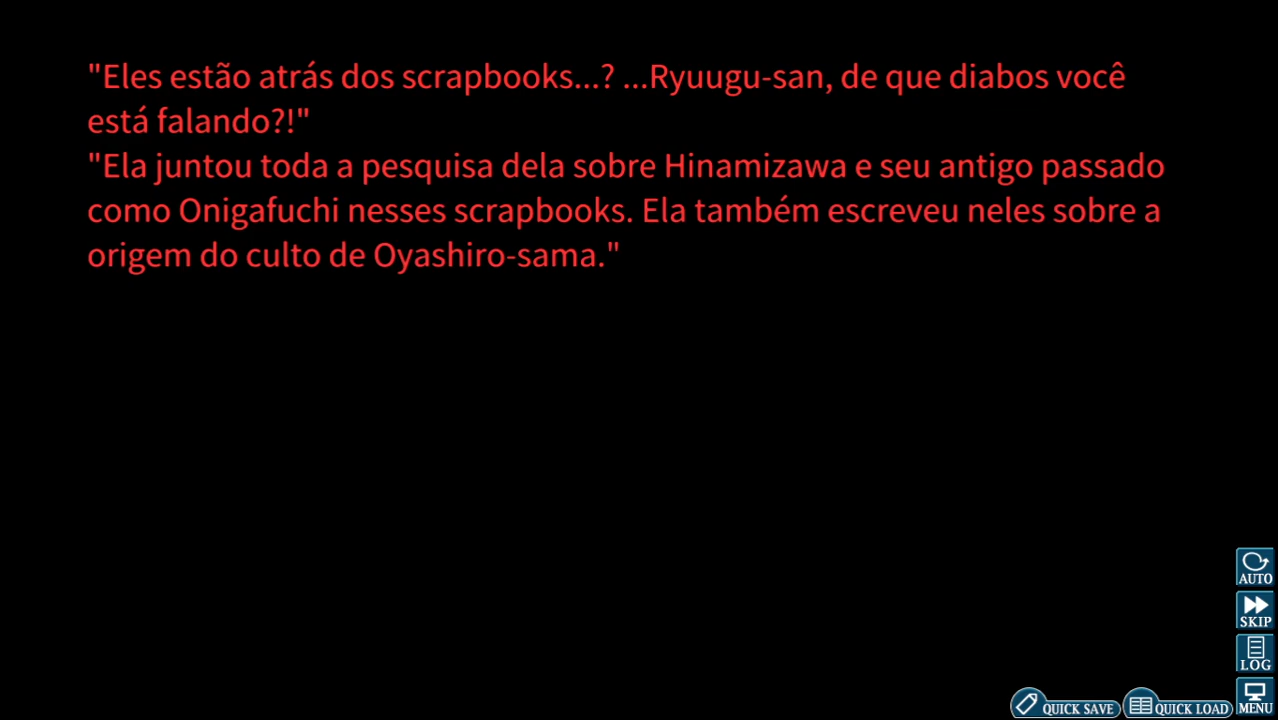 "Eles estão atrás dos scrapbooks...? ...Ryuugu-san, de que diabos você
está falando?!"
"Ela juntou toda a pesquisa dela sobre Hinamizawa e seu antigo passado
como Onigafuchi nesses scrapbooks. Ela também escreveu neles sobre a
origem do culto de Oyashiro-sama."
AUTO
SKIP
LOG
QUICK SAVE
QUICK LOAD
MENU